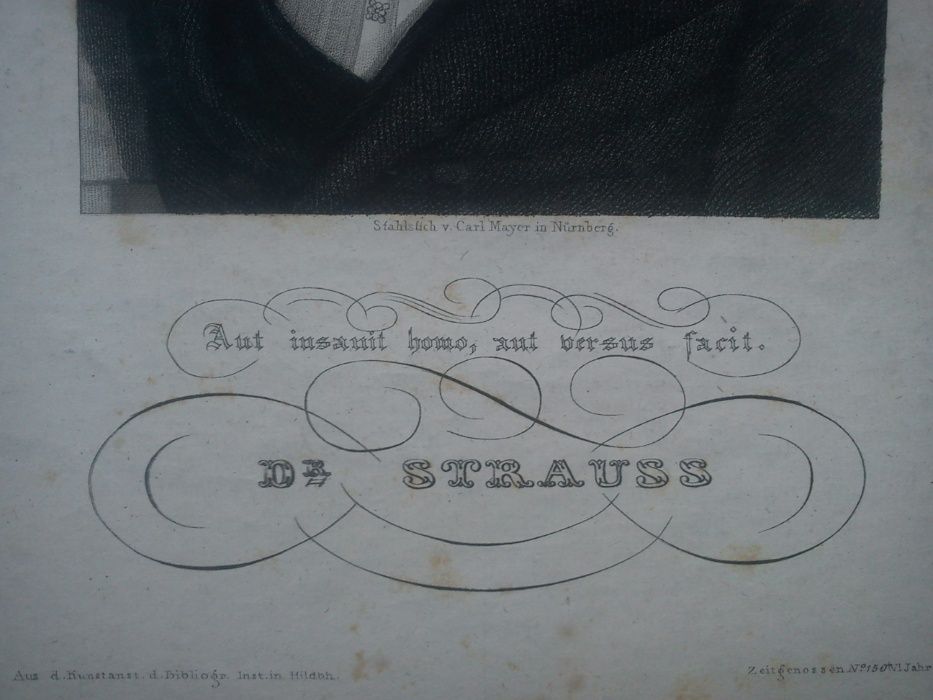 Stahlstich v. Carl Mayer in Nürnberg.
Aut insanit homo, aut versus facit.
DR STRAUSS
Aus d. Kunstanst. d. Bibliogr. Inst. in Hildbh. Zeitgenossen No 150 VI Jahr